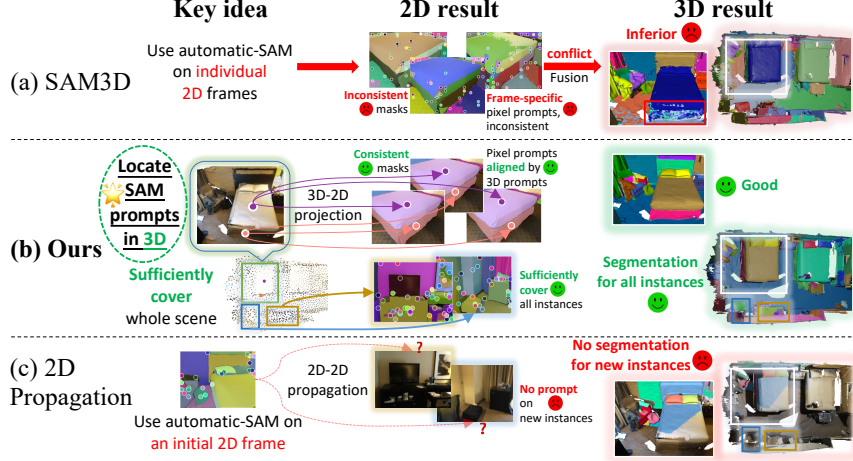 Key idea
2D result
3D result
(a) SAM3D
Use automatic-SAM
on individual
2D frames
Inconsistent
masks
Frame-specific
pixel prompts,
inconsistent
conflict
Fusion
Inferior
(b) Ours
Locate
SAM
prompts
in 3D
3D-2D
projection
Consistent
masks
Pixel prompts
aligned by
3D prompts
Good
Sufficiently
cover
whole scene
Sufficiently
cover
all instances
Segmentation
for all instances
(c) 2D
Propagation
Use automatic-SAM on
an initial 2D frame
2D-2D
propagation
?
?
No prompt
on
new instances
No segmentation
for new instances